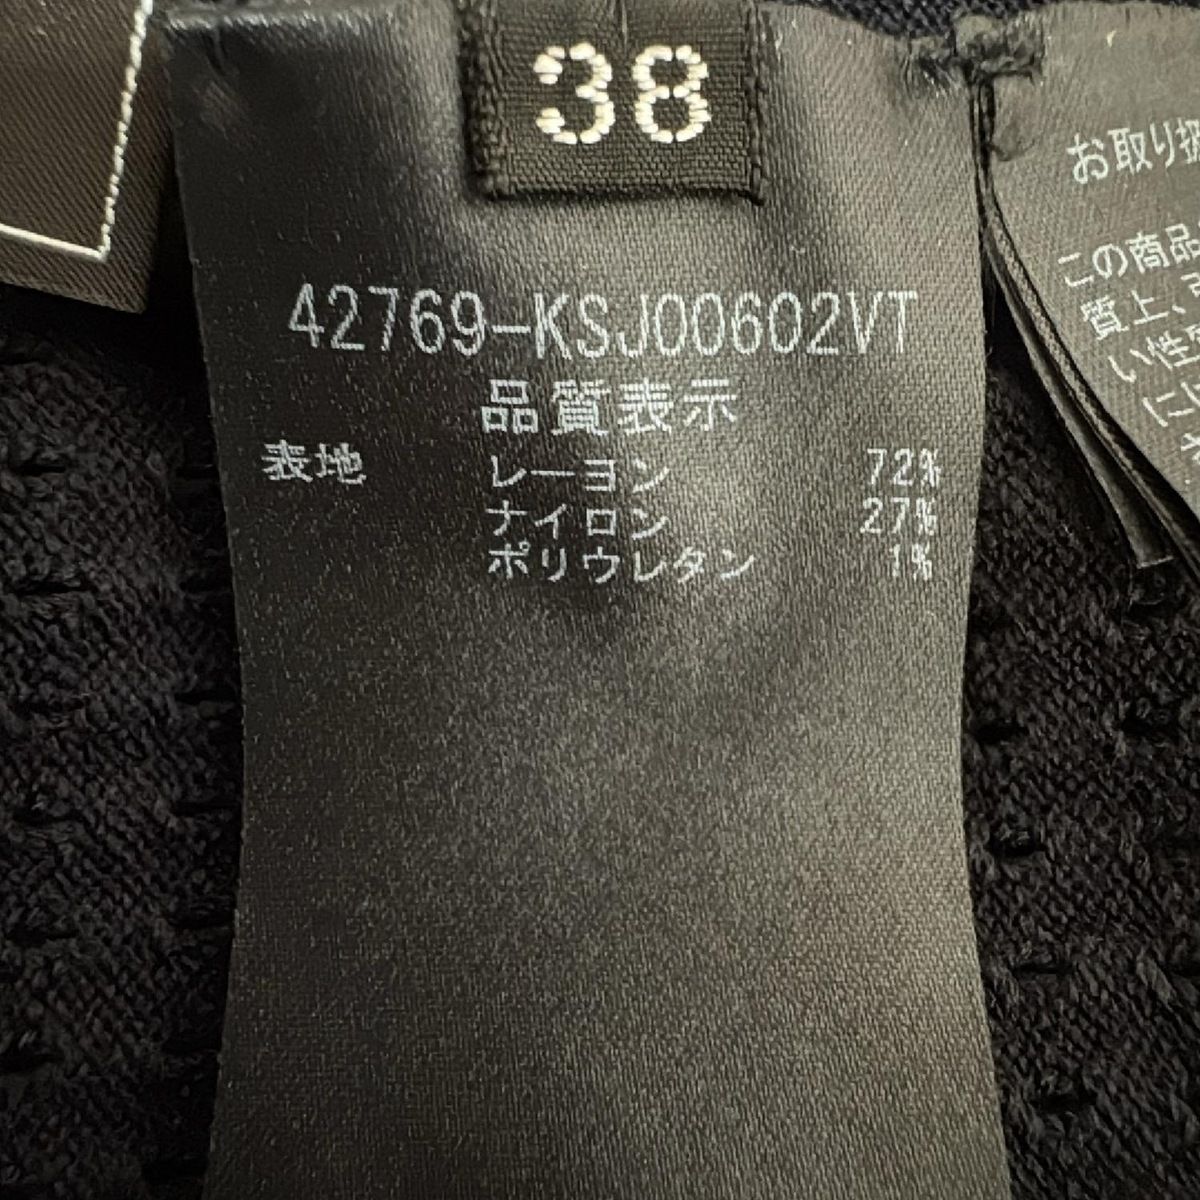 38
42769-KSJ00602VT
品質表示
表地 レーヨン 72%
ナイロン 27%
ポリウレタン 1%
お取り扱
この商品
質上、
い性